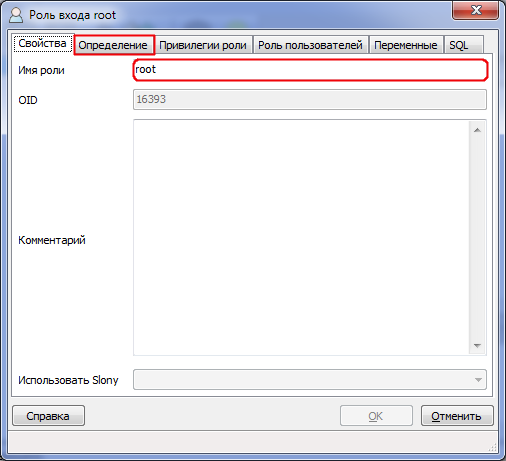 Роль входа root
Свойства Определение Привилегии роли Роль пользователей Переменные SQL
Имя роли root
OID 16393
Комментарий
Использовать Slony
Справка OK Отменить